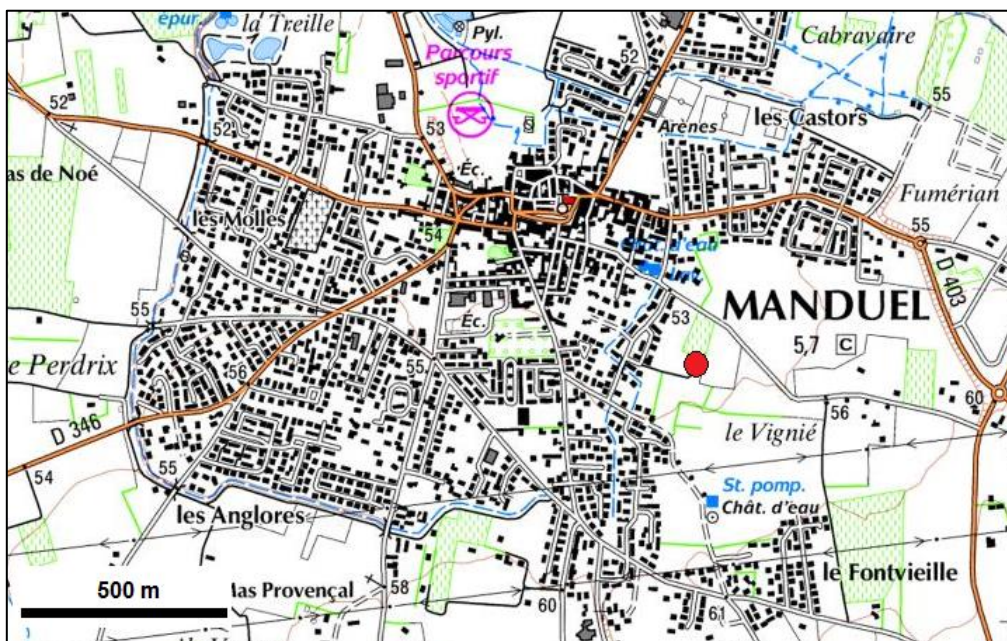 épur.
la Treille
Pyl.
Parcours
sportif
52
Cabravaire
55
52
52
53
Arènes
les Castors
as de Noé
Éc.
Fumérian
les Molles
54
55
D 403
Chât. d'eau
55
53
MANDUEL
5,7
C
e Perdrix
Éc.
55
60
56
56
D 346
le Vignié
54
55
St. pomp.
Chât. d'eau
les Anglores
500 m
Mas Provençal
58
60
61
le Fontvieille